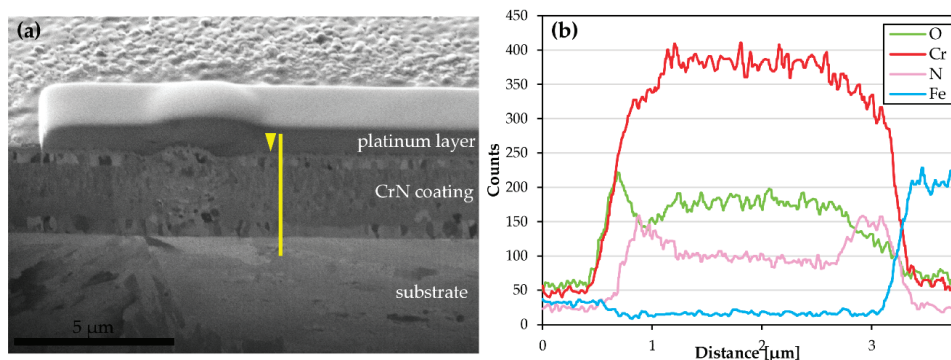 (a)
platinum layer
CrN coating
substrate
5 μm
(b)
450
400
350
300
250
200
150
100
50
0
Counts
0
1
2
3
Distance [μm]
O
Cr
N
Fe